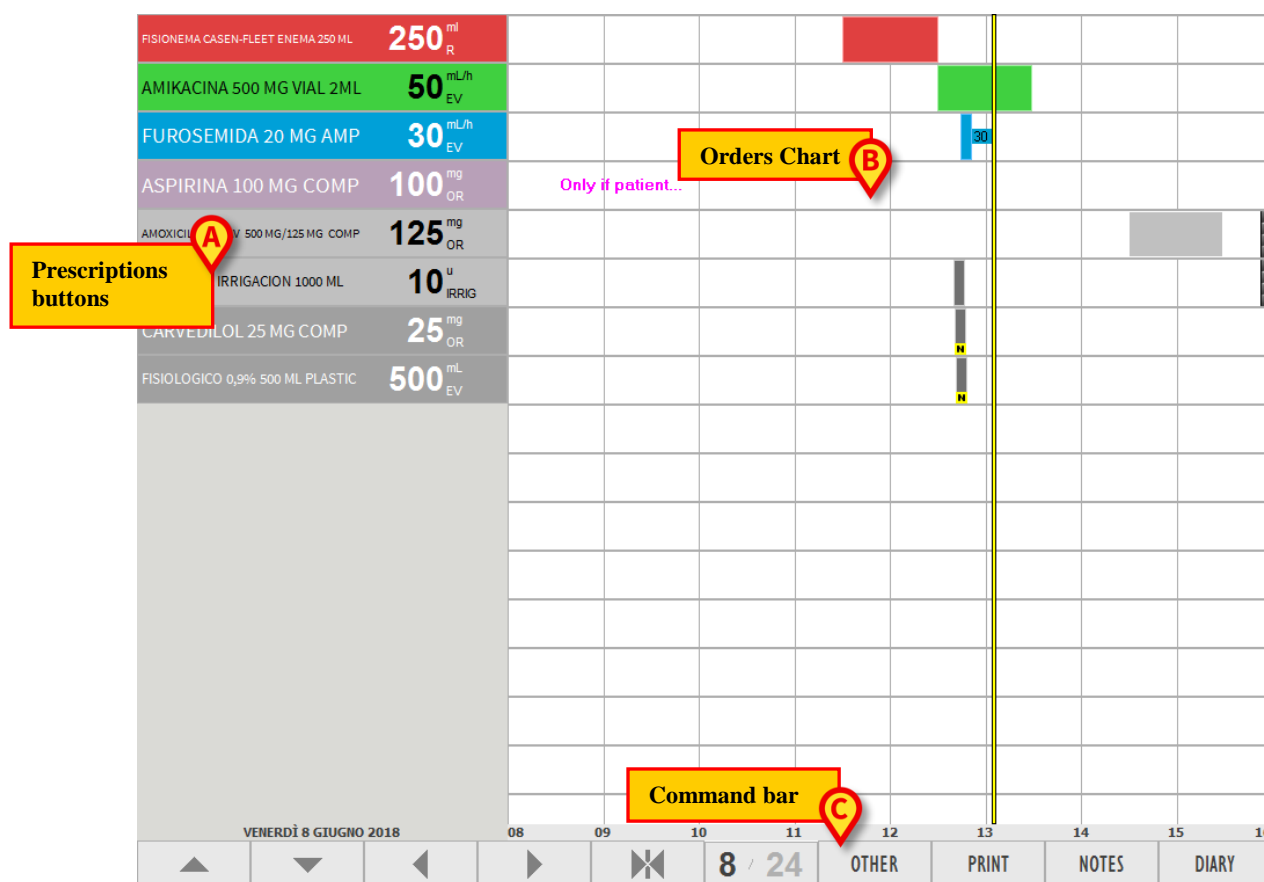 FISIONEMA CASEN-FLEET ENEMA 250 ML 250 ml R
AMIKACINA 500 MG VIAL 2ML 50 mL/h EV
FUROSEMIDA 20 MG AMP 30 mL/h EV
30
Orders Chart B
ASPIRINA 100 MG COMP 100 mg OR
Only if patient...
A
500 MG/125 MG COMP 125 mg OR
Prescriptions
buttons
IRRIGACION 1000 ML 10 u IRRIG
CARVEDILOL 25 MG COMP 25 mg OR
N
FISIOLOGICO 0,9% 500 ML PLASTIC 500 mL EV
N
Command bar C
VENERDÌ 8 GIUGNO 2018 08 09 10 11 12 13 14 15
8 / 24 OTHER PRINT NOTES DIARY